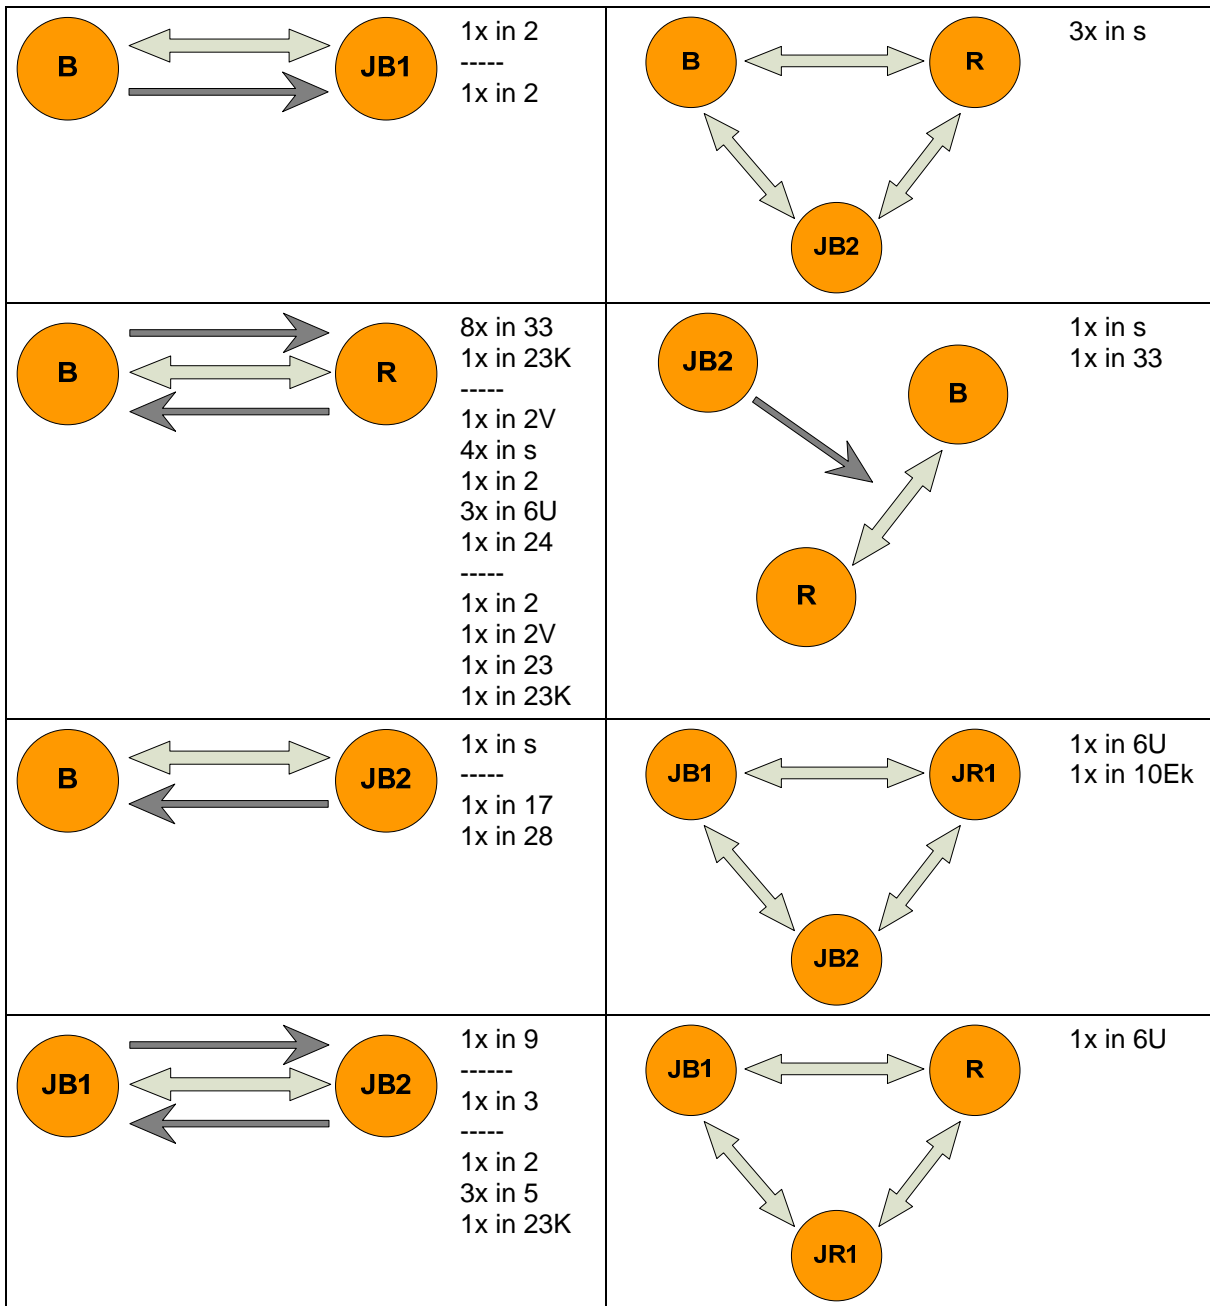 B
JB1
1x in 2
-----
1x in 2
B
R
JB2
3x in s
B
R
8x in 33
1x in 23K
-----
1x in 2V
4x in s
1x in 2
3x in 6U
1x in 24
-----
1x in 2
1x in 2V
1x in 23
1x in 23K
JB2
B
R
1x in s
1x in 33
B
JB2
1x in s
-----
1x in 17
1x in 28
JB1
JR1
JB2
1x in 6U
1x in 10Ek
JB1
JB2
1x in 9
------
1x in 3
-----
1x in 2
3x in 5
1x in 23K
JB1
R
JR1
1x in 6U